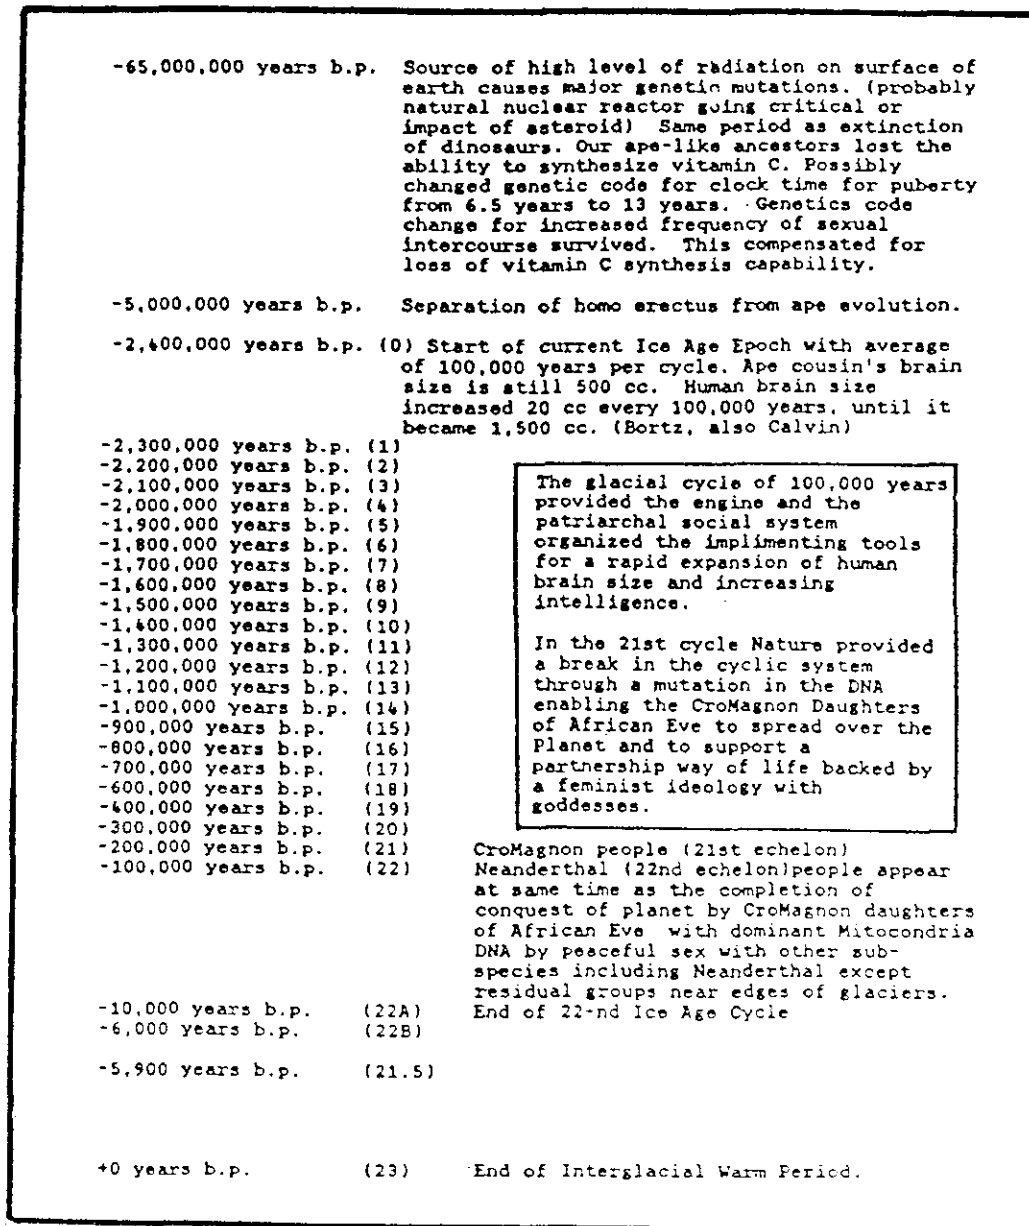 -65,000,000 years b.p. Source of high level of radiation on surface of
earth causes major genetic mutations. (probably
natural nuclear reactor going critical or
impact of asteroid) Same period as extinction
of dinosaurs. Our ape-like ancestors lost the
ability to synthesize vitamin C. Possibly
changed genetic code for clock time for puberty
from 6.5 years to 13 years. Genetics code
change for increased frequency of sexual
intercourse survived. This compensated for
loss of vitamin C synthesis capability.
-5,000,000 years b.p. Separation of homo erectus from ape evolution.
-2,400,000 years b.p. (0) Start of current Ice Age Epoch with average
of 100,000 years per cycle. Ape cousin's brain
size is still 500 cc. Human brain size
increased 20 cc every 100,000 years, until it
became 1,500 cc. (Bortz, also Calvin)
-2,300,000 years b.p. (1)
-2,200,000 years b.p. (2)
-2,100,000 years b.p. (3)
-2,000,000 years b.p. (4)
-1,900,000 years b.p. (5)
-1,800,000 years b.p. (6)
-1,700,000 years b.p. (7)
-1,600,000 years b.p. (8)
-1,500,000 years b.p. (9)
-1,400,000 years b.p. (10)
-1,300,000 years b.p. (11)
-1,200,000 years b.p. (12)
-1,100,000 years b.p. (13)
-1,000,000 years b.p. (14)
-900,000 years b.p. (15)
-800,000 years b.p. (16)
-700,000 years b.p. (17)
-600,000 years b.p. (18)
-400,000 years b.p. (19)
-300,000 years b.p. (20)
The glacial cycle of 100,000 years
provided the engine and the
patriarchal social system
organized the implimenting tools
for a rapid expansion of human
brain size and increasing
intelligence.
In the 21st cycle Nature provided
a break in the cyclic system
through a mutation in the DNA
enabling the CroMagnon Daughters
of African Eve to spread over the
Planet and to support a
partnership way of life backed by
a feminist ideology with
goddesses.
-200,000 years b.p. (21) CroMagnon people (21st echelon)
-100,000 years b.p. (22) Neanderthal (22nd echelon)people appear
at same time as the completion of
conquest of planet by CroMagnon daughters
of African Eve with dominant Mitocondria
DNA by peaceful sex with other sub-
species including Neanderthal except
residual groups near edges of glaciers.
-10,000 years b.p. (22A) End of 22-nd Ice Age Cycle
-6,000 years b.p. (22B)
-5,900 years b.p. (21.5)
+0 years b.p. (23) End of Interglacial Warm Period.